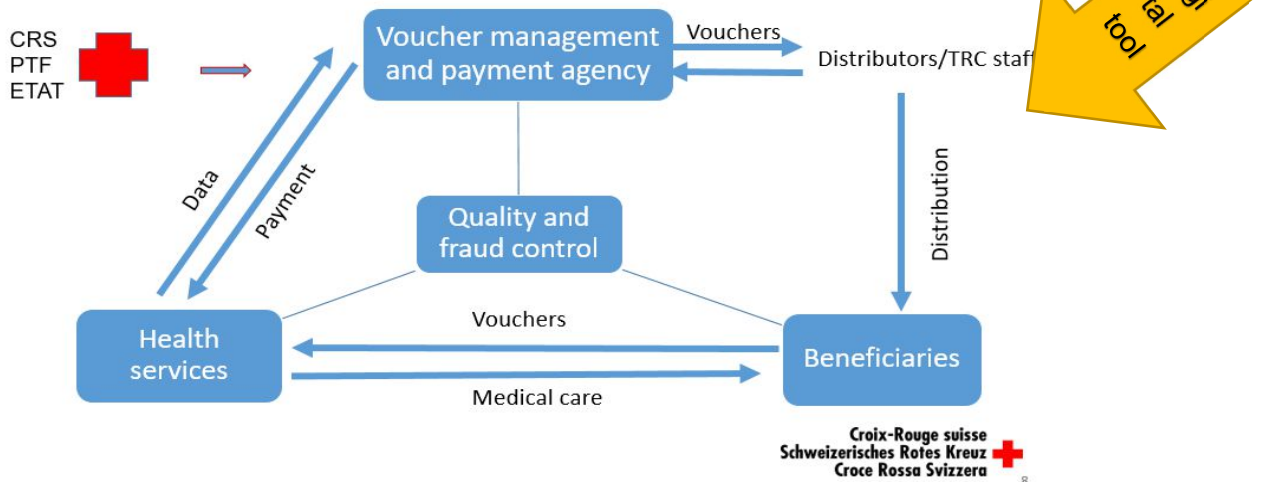 CRS
PTF
ETAT
Voucher management
and payment agency
Vouchers
Distributors/TRC staff
tool
Data
Payment
Distribution
Quality and
fraud control
Health
services
Vouchers
Medical care
Beneficiaries
Croix-Rouge suisse
Schweizerisches Rotes Kreuz
Croce Rossa Svizzera